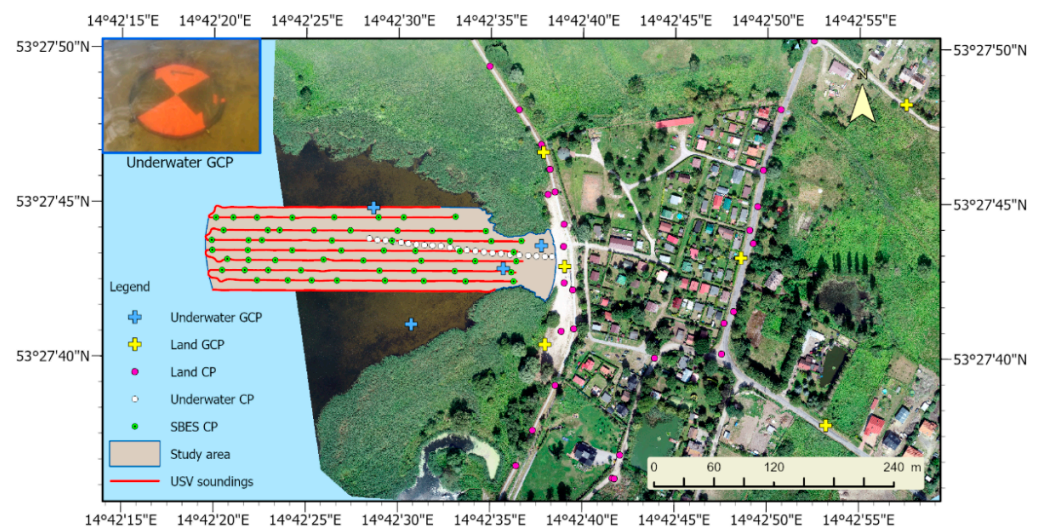 14°42'15"E 14°42'20"E 14°42'25"E 14°42'30"E 14°42'35"E 14°42'40"E 14°42'45"E 14°42'50"E 14°42'55"E
53°27'50"N
53°27'50"N
N
Underwater GCP
53°27'45"N
53°27'45"N
Legend
Underwater GCP
Land GCP
53°27'40"N
53°27'40"N
Land CP
Underwater CP
SBES CP
Study area
USV soundings
0 60 120 240 m
14°42'15"E 14°42'20"E 14°42'25"E 14°42'30"E 14°42'35"E 14°42'40"E 14°42'45"E 14°42'50"E 14°42'55"E